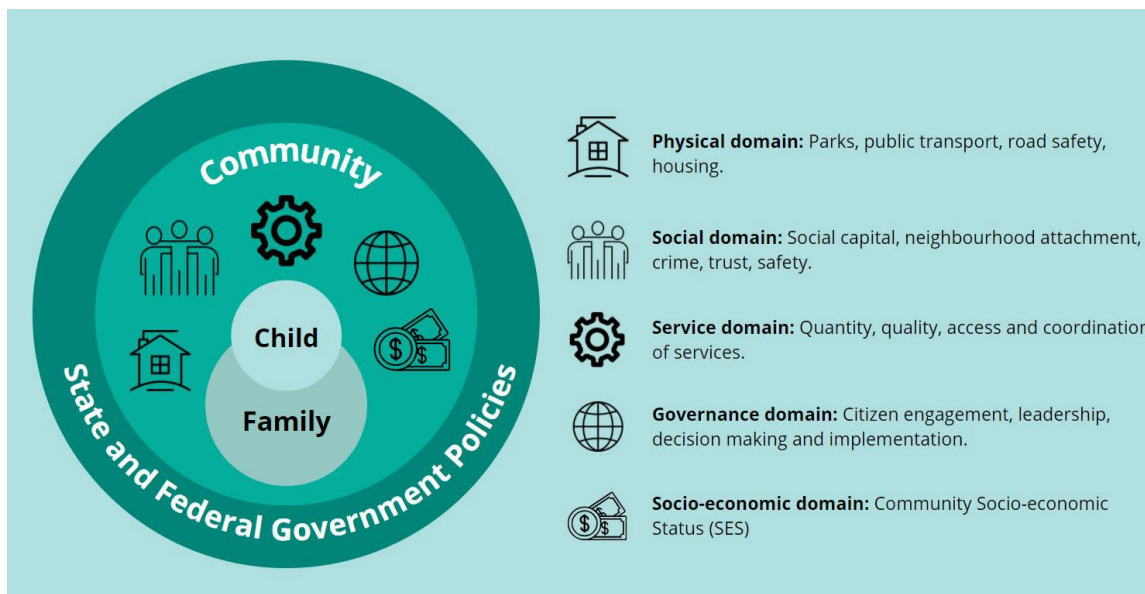 Community
Child
Family
State and Federal Government Policies
Physical domain: Parks, public transport, road safety,
housing.
Social domain: Social capital, neighbourhood attachment,
crime, trust, safety.
Service domain: Quantity, quality, access and coordination
of services.
Governance domain: Citizen engagement, leadership,
decision making and implementation.
Socio-economic domain: Community Socio-economic
Status (SES)